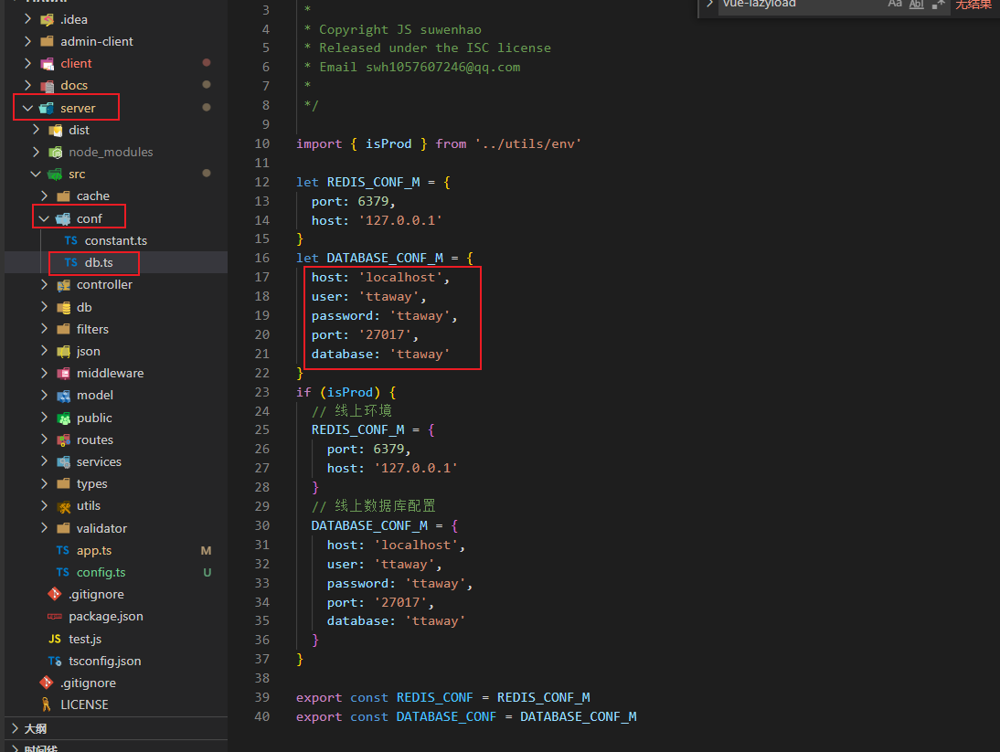 .idea
admin-client
client
docs
server
dist
node_modules
src
cache
conf
TS constant.ts
TS db.ts
controller
db
filters
json
middleware
model
public
routes
services
types
utils
validator
TS app.ts M
TS config.ts U
.gitignore
package.json
JS test.js
TS tsconfig.json
.gitignore
LICENSE
大纲
时间线
vue-lazyload Aa Abl .* 无结果
3 *
4 * Copyright JS suwenhao
5 * Released under the ISC license
6 * Email swh1057607246@qq.com
7 *
8 */
9
10 import { isProd } from '../utils/env'
11
12 let REDIS_CONF_M = {
13 port: 6379,
14 host: '127.0.0.1'
15 }
16 let DATABASE_CONF_M = {
17 host: 'localhost',
18 user: 'ttaway',
19 password: 'ttaway',
20 port: '27017',
21 database: 'ttaway'
22 }
23 if (isProd) {
24 // 线上环境
25 REDIS_CONF_M = {
26 port: 6379,
27 host: '127.0.0.1'
28 }
29 // 线上数据库配置
30 DATABASE_CONF_M = {
31 host: 'localhost',
32 user: 'ttaway',
33 password: 'ttaway',
34 port: '27017',
35 database: 'ttaway'
36 }
37 }
38
39 export const REDIS_CONF = REDIS_CONF_M
40 export const DATABASE_CONF = DATABASE_CONF_M